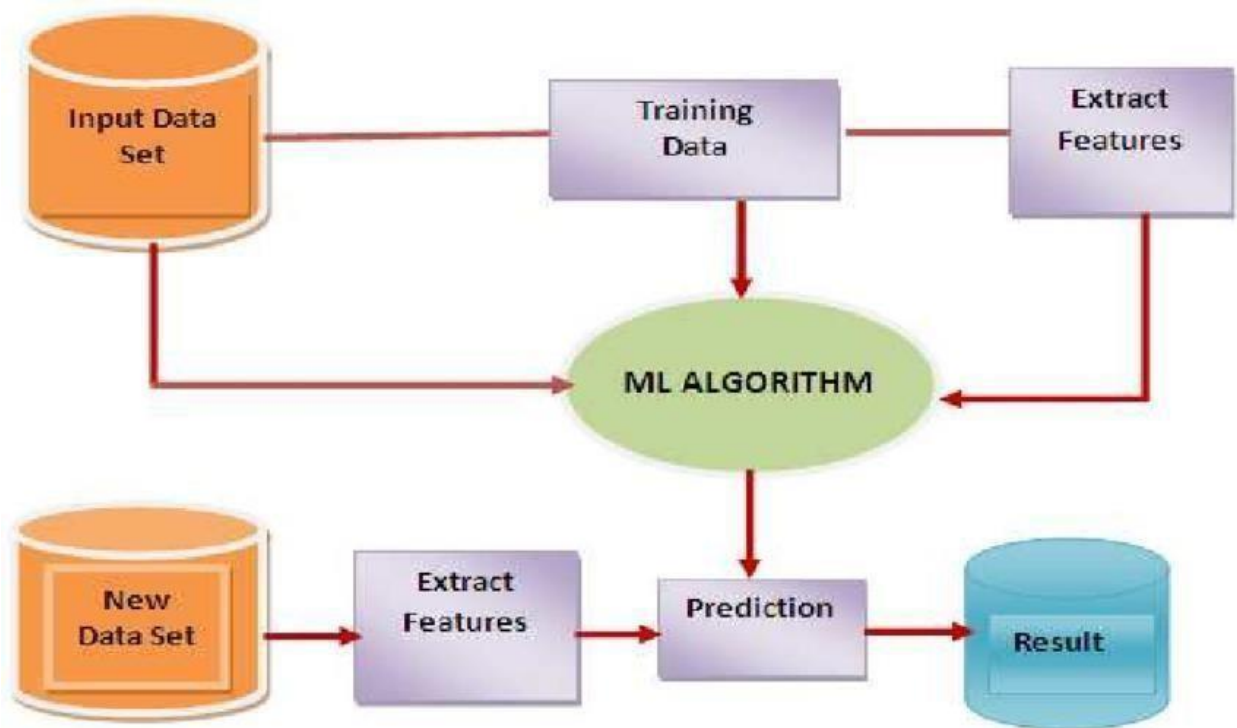 Input Data
Set
Training
Data
Extract
Features
ML ALGORITHM
New
Data Set
Extract
Features
Prediction
Result